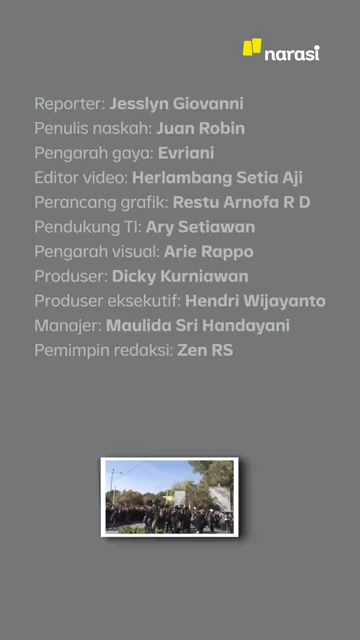 narasi
Reporter: Jesslyn Giovanni
Penulis naskah: Juan Robin
Pengarah gaya: Evriani
Editor video: Herlambang Setia Aji
Perancang grafik: Restu Arnofa R D
Pendukung TI: Ary Setiawan
Pengarah visual: Arie Rappo
Produser: Dicky Kurniawan
Produser eksekutif: Hendri Wijayanto
Manajer: Maulida Sri Handayani
Pemimpin redaksi: Zen RS